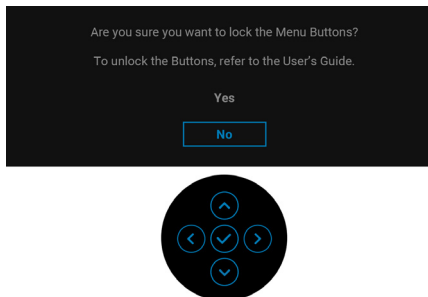 Are you sure you want to lock the Menu Buttons?
To unlock the Buttons, refer to the User's Guide.
Yes
No